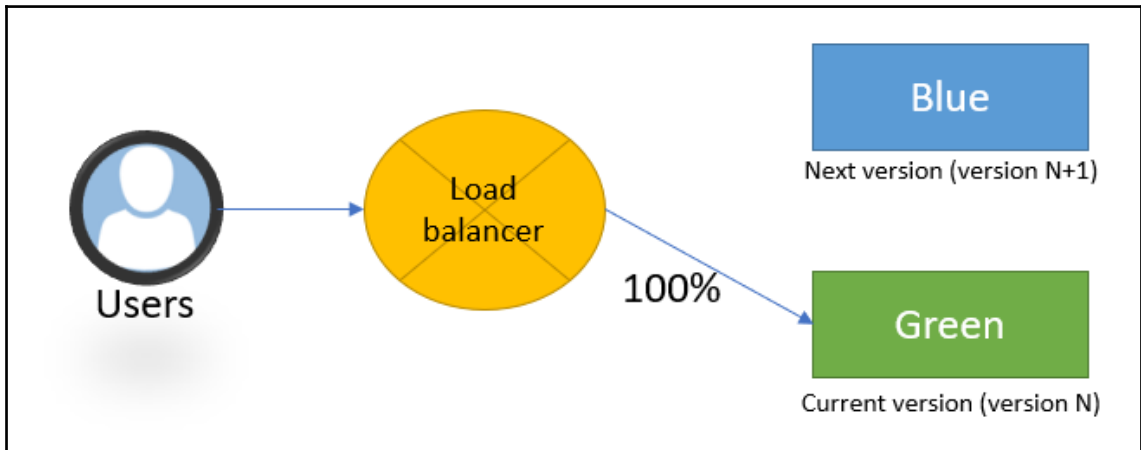 Blue
Next version (version N+1)
Load
balancer
100%
Users
Green
Current version (version N)